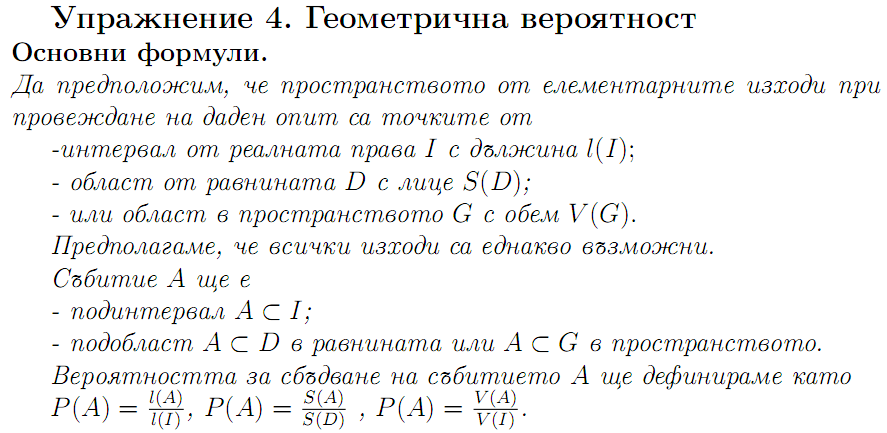 Упражнение 4. Геометрична вероятност
Основни формули.
Да предположим, че пространството от елементарните изходи при
провеждане на даден опит са точките от
-интервал от реалната права I с дължина l(I);
- област от равнината D с лице S(D);
- или област в пространството G с обем V(G).
Предполагаме, че всички изходи са еднакво възможни.
Събитие A ще е
- подинтервал A ⊂ I;
- подобласт A ⊂ D в равнината или A ⊂ G в пространството.
Вероятността за сбъдване на събитието A ще дефинираме като
P(A) = l(A)/l(I), P(A) = S(A)/S(D) , P(A) = V(A)/V(I).